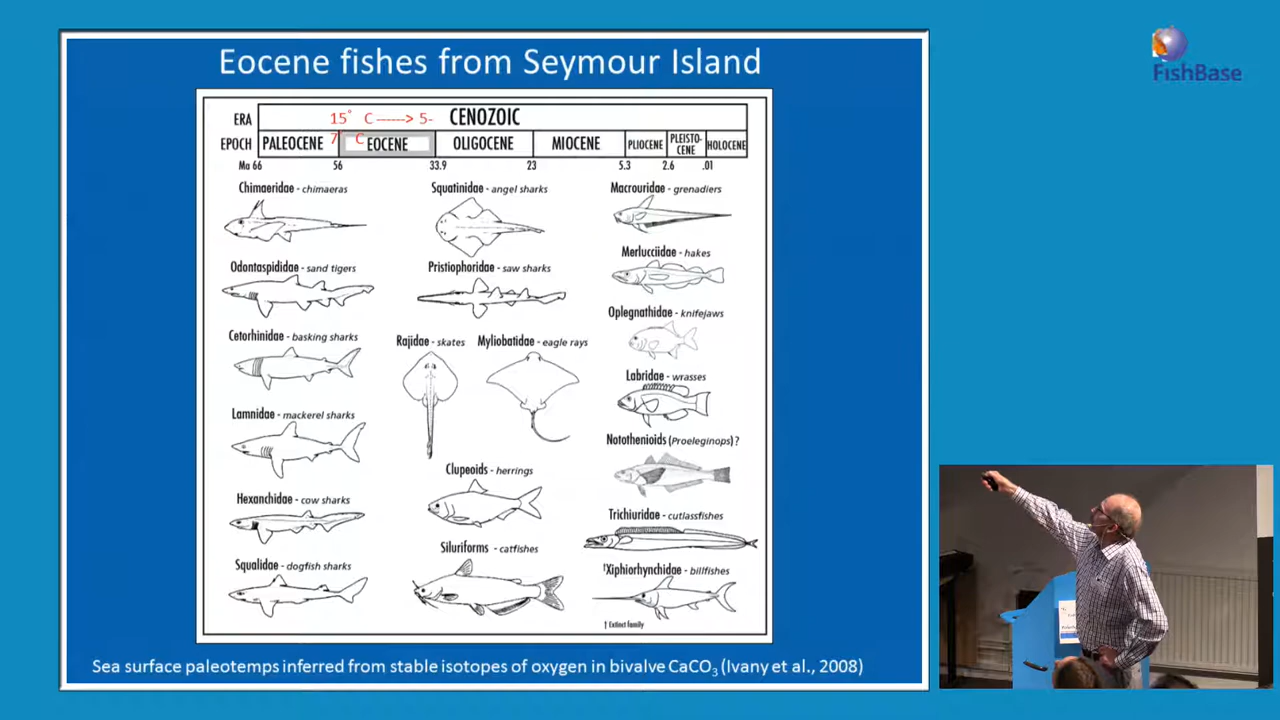 Eocene fishes from Seymour Island
FishBase
ERA
15° C ------> 5-
7° C
CENOZOIC
EPOCH PALEOCENE EOCENE OLIGOCENE MIOCENE PLIOCENE PLEISTO-CENE HOLOCENE
Ma 66 56 33.9 23 5.3 2.6 .01
Chimaeridae - chimaeras
Odontaspididae - sand tigers
Cetorhinidae - basking sharks
Lamnidae - mackerel sharks
Hexanchidae - cow sharks
Squalidae - dogfish sharks
Squatinidae - angel sharks
Pristiophoridae - saw sharks
Rajidae - skates
Myliobatidae - eagle rays
Clupeoids - herrings
Siluriforms - catfishes
Macrouridae - grenadiers
Merlucciidae - hakes
Oplegnathidae - knifejaws
Labridae - wrasses
Notothenioids (Proeleginops)?
Trichiuridae - cutlassfishes
†Xiphiorhynchidae - billfishes
† Extinct family
Sea surface paleotemps inferred from stable isotopes of oxygen in bivalve CaCO₃ (Ivany et al., 2008)